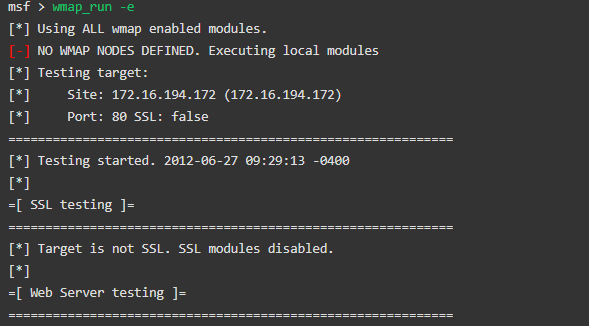 msf > wmap_run -e
[*] Using ALL wmap enabled modules.
[-] NO WMAP NODES DEFINED. Executing local modules
[*] Testing target:
[*]     Site: 172.16.194.172 (172.16.194.172)
[*]     Port: 80 SSL: false
============================================================
[*] Testing started. 2012-06-27 09:29:13 -0400
[*]
=[ SSL testing ]=
============================================================
[*] Target is not SSL. SSL modules disabled.
[*]
=[ Web Server testing ]=
============================================================